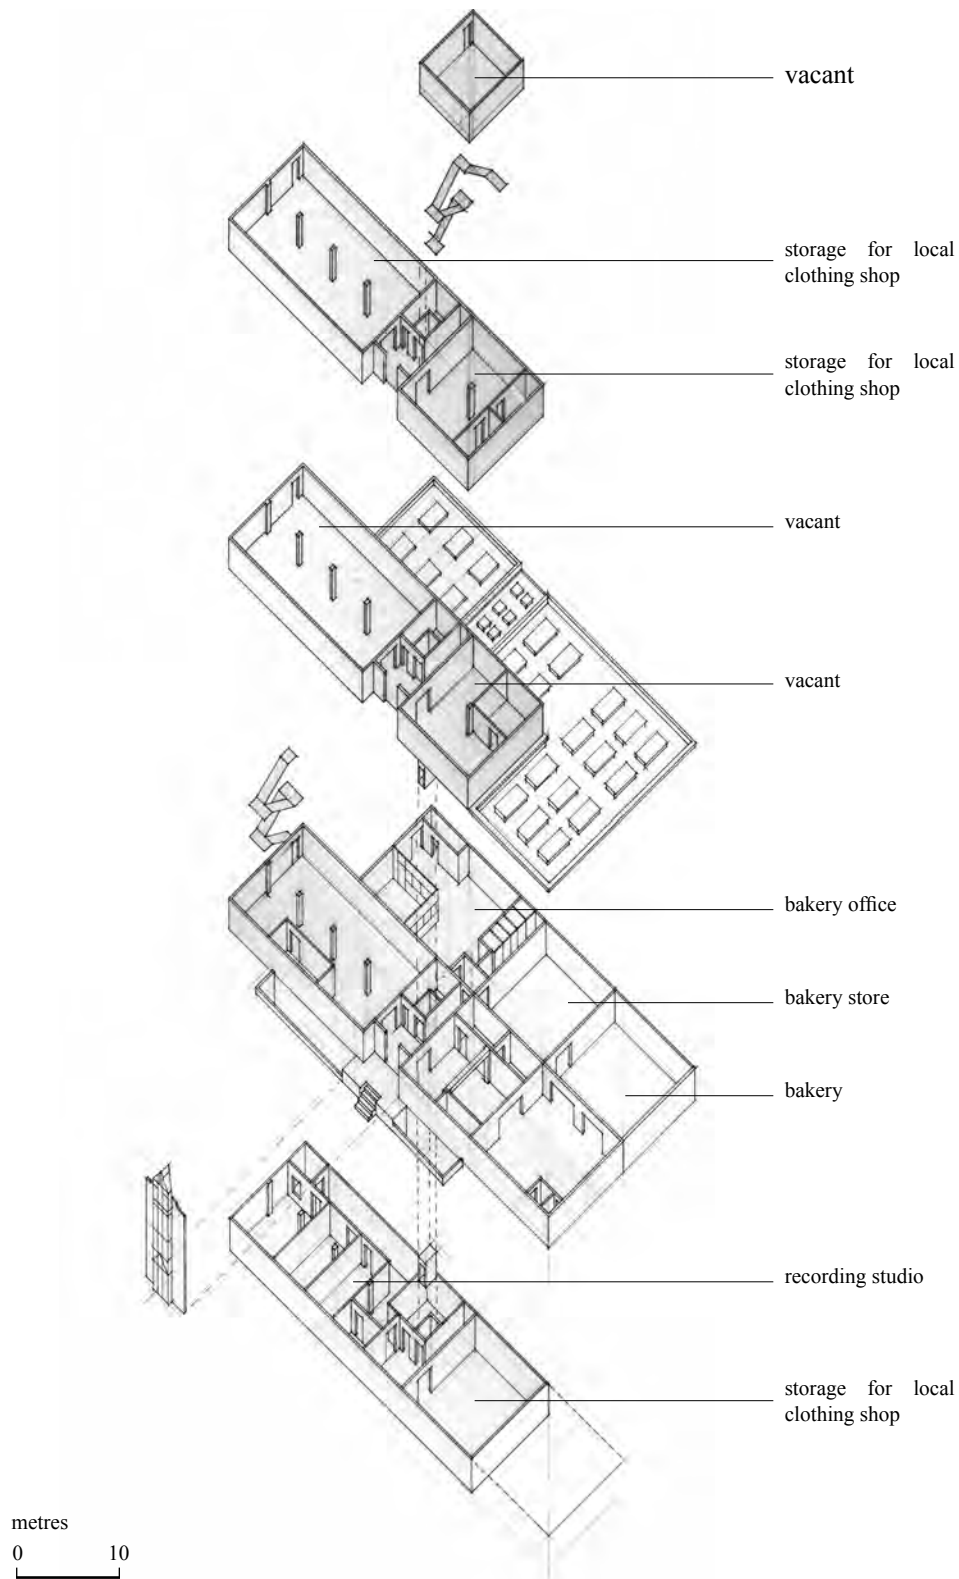 vacant
storage for local
clothing shop
storage for local
clothing shop
vacant
vacant
bakery office
bakery store
bakery
recording studio
storage for local
clothing shop
metres
0 10